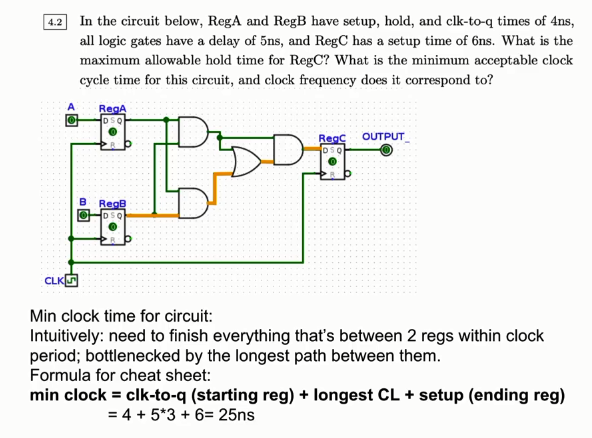 4.2 In the circuit below, RegA and RegB have setup, hold, and clk-to-q times of 4ns,
all logic gates have a delay of 5ns, and RegC has a setup time of 6ns. What is the
maximum allowable hold time for RegC? What is the minimum acceptable clock
cycle time for this circuit, and clock frequency does it correspond to?
A RegA
D S Q
R
RegC OUTPUT_
D S Q
R
B RegB
D S Q
R
CLK
Min clock time for circuit:
Intuitively: need to finish everything that's between 2 regs within clock
period; bottlenecked by the longest path between them.
Formula for cheat sheet:
min clock = clk-to-q (starting reg) + longest CL + setup (ending reg)
= 4 + 5*3 + 6= 25ns